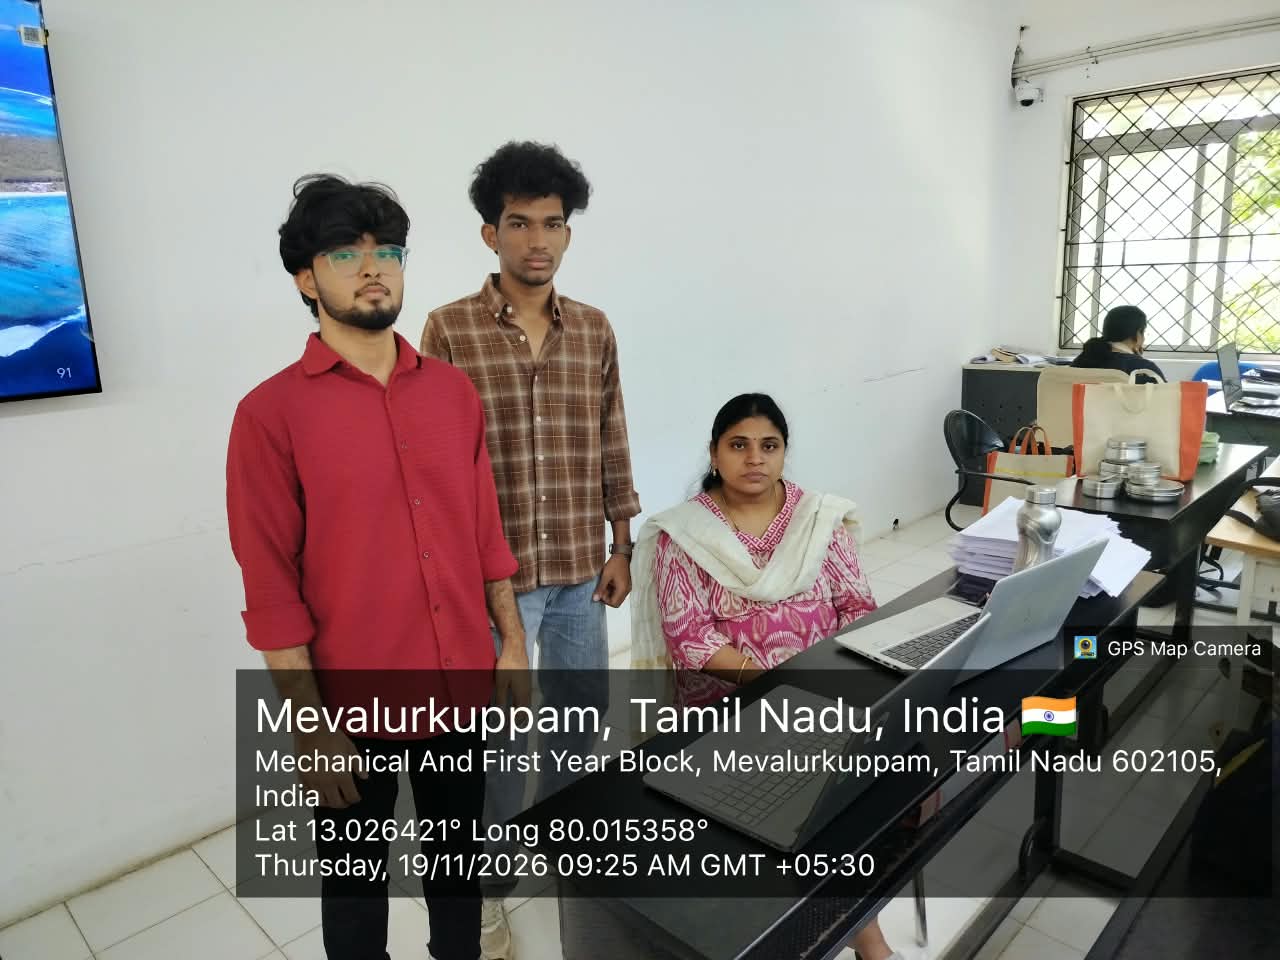 91
GPS Map Camera
Mevalurkuppam, Tamil Nadu, India 🇮🇳
Mechanical And First Year Block, Mevalurkuppam, Tamil Nadu 602105,
India
Lat 13.026421° Long 80.015358°
Thursday, 19/11/2026 09:25 AM GMT +05:30